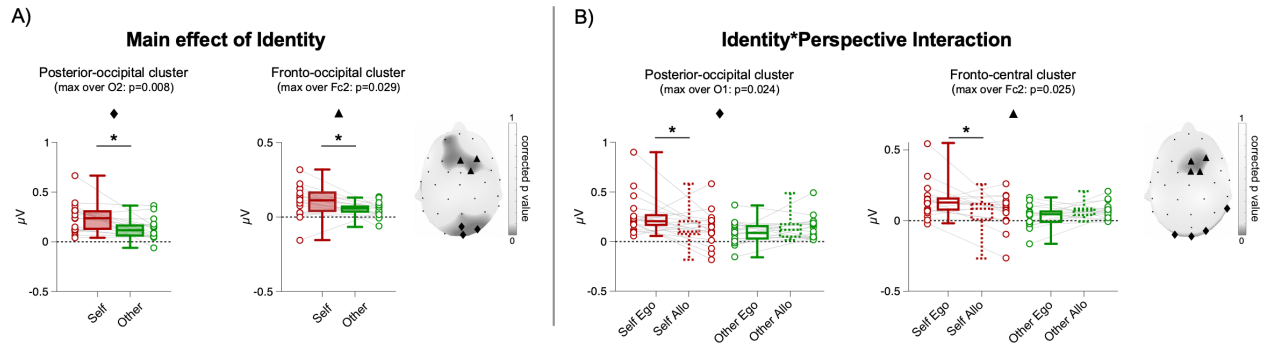 A)
Main effect of Identity
Posterior-occipital cluster
(max over O2: p=0.008)
Fronto-occipital cluster
(max over Fc2: p=0.029)
*
*
1
0.5
0
-0.5
μV
Self
Other
0.5
0
-0.5
μV
Self
Other
1
corrected p value
0
B)
Identity*Perspective Interaction
Posterior-occipital cluster
(max over O1: p=0.024)
Fronto-central cluster
(max over Fc2: p=0.025)
*
*
1
0.5
0
-0.5
μV
Self Ego
Self Allo
Other Ego
Other Allo
0.5
0
-0.5
μV
Self Ego
Self Allo
Other Ego
Other Allo
1
corrected p value
0